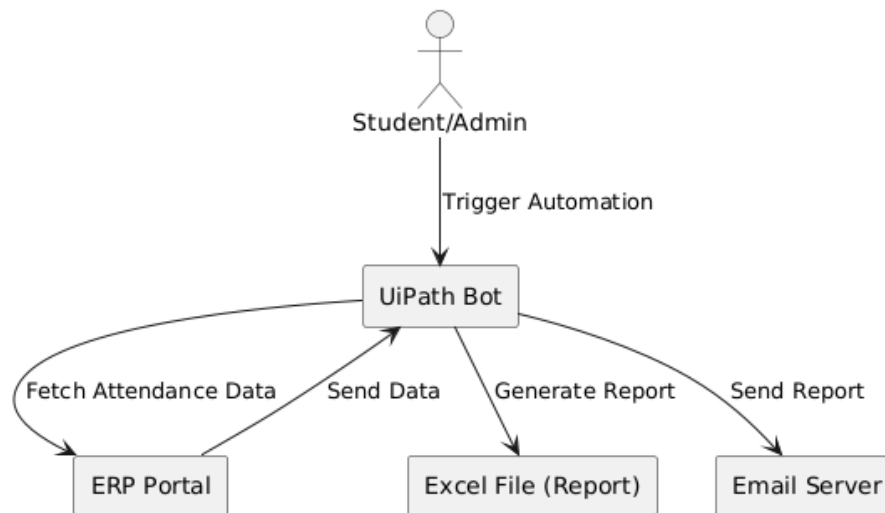 Student/Admin
Trigger Automation
UiPath Bot
Fetch Attendance Data
Send Data
Generate Report
Send Report
ERP Portal
Excel File (Report)
Email Server